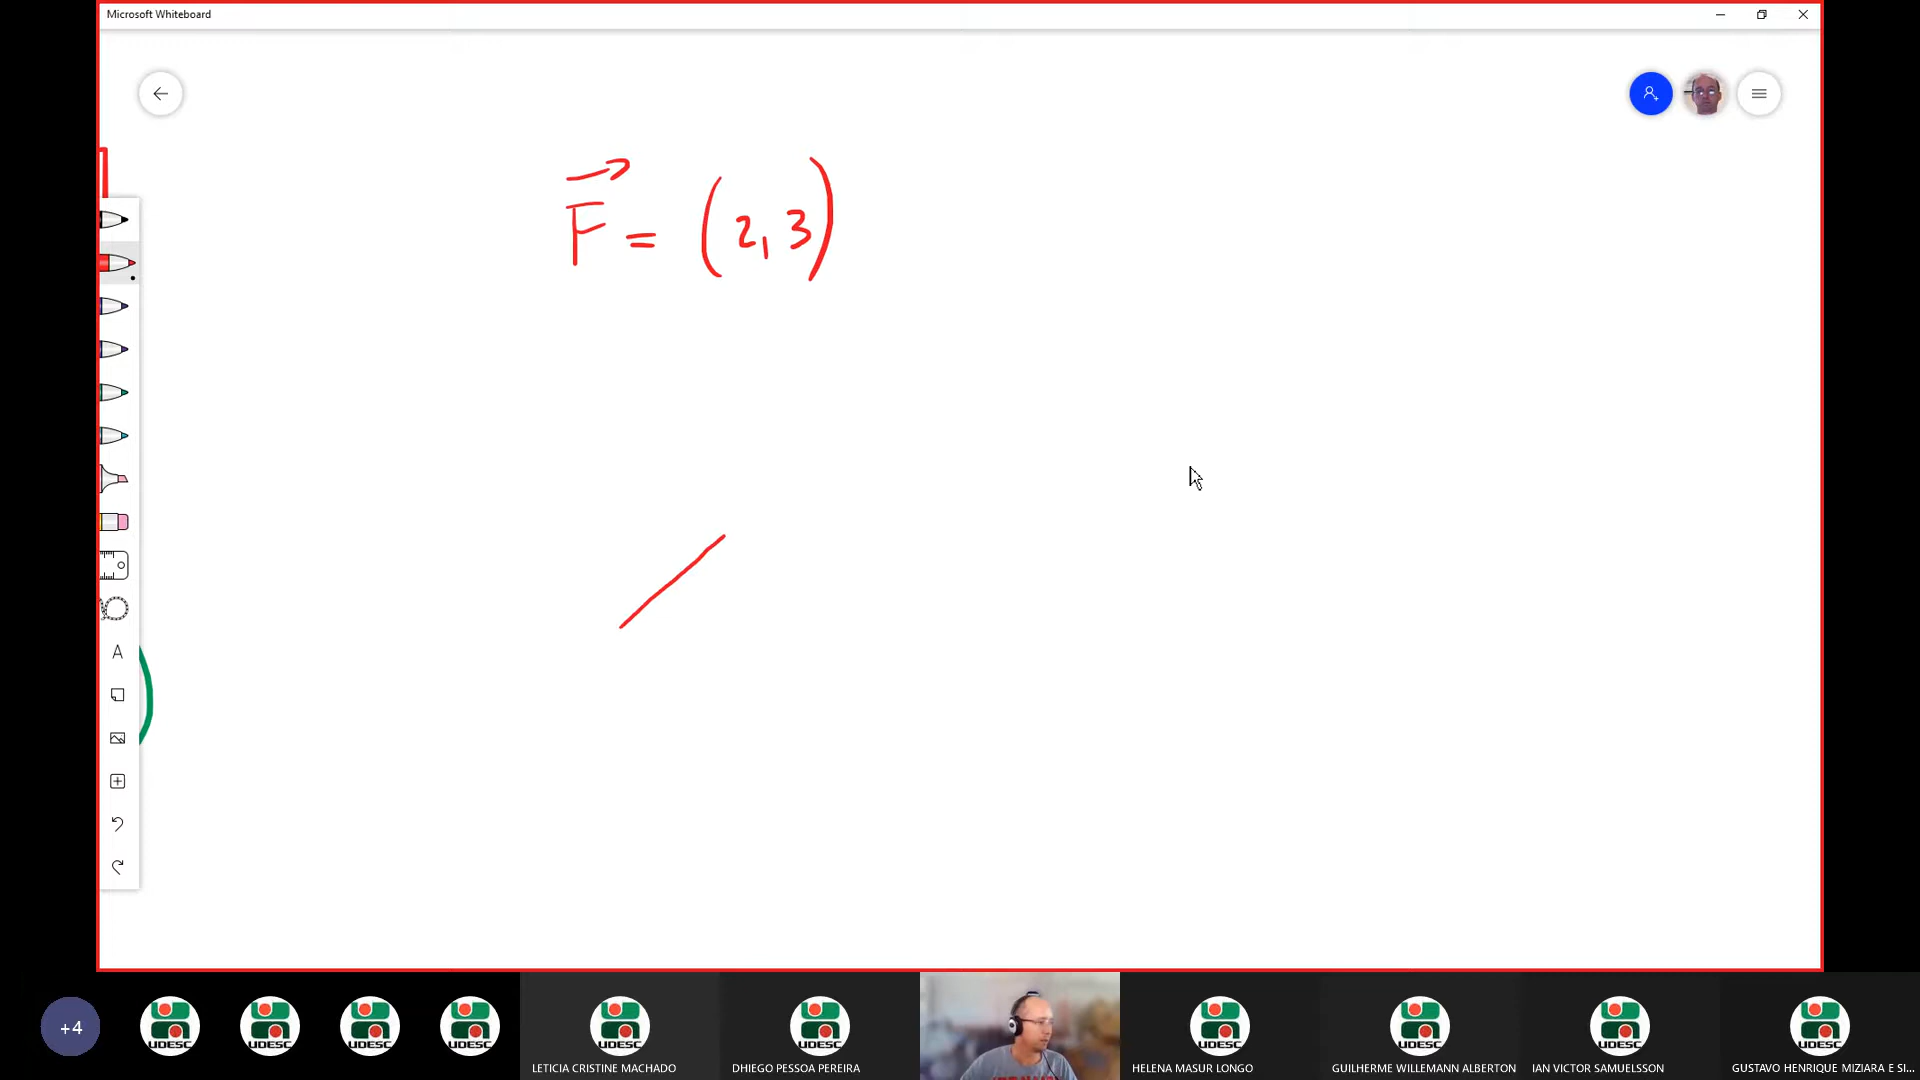 Microsoft Whiteboard
F⃗ = (2, 3)
A
+4
UDESC
UDESC
UDESC
UDESC
UDESC
UDESC
UDESC
UDESC
UDESC
UDESC
LETICIA CRISTINE MACHADO
DHIEGO PESSOA PEREIRA
HELENA MASUR LONGO
GUILHERME WILLEMANN ALBERTON
IAN VICTOR SAMUELSSON
GUSTAVO HENRIQUE MIZIARA E SI...